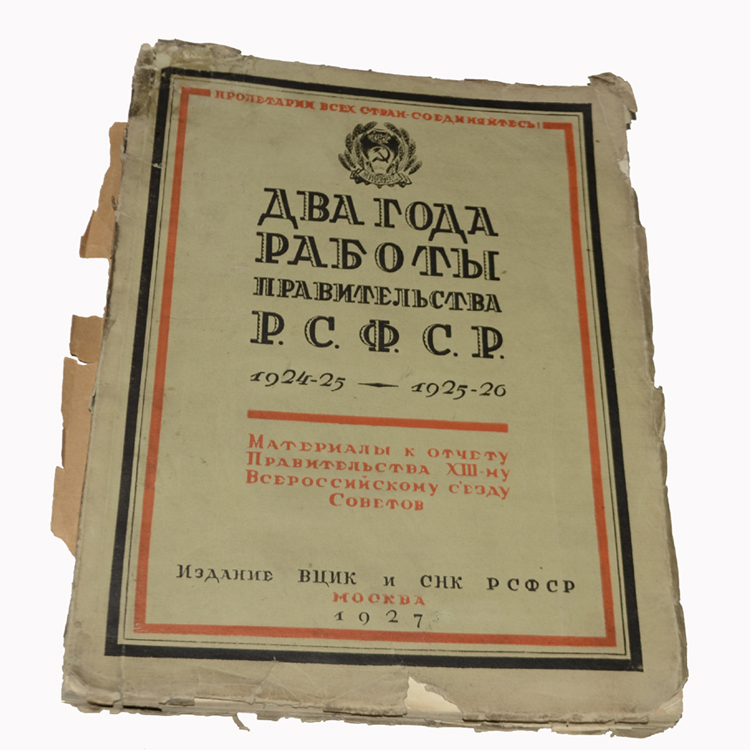 ПРОЛЕТАРИИ ВСЕХ СТРАН, СОЕДИНЯЙТЕСЬ!
ДВА ГОДА
РАБОТЫ
ПРАВИТЕЛЬСТВА
Р. С. Ф. С. Р.
1924-25 — 1925-26
МАТЕРИАЛЫ К ОТЧЕТУ
ПРАВИТЕЛЬСТВА XIII-МУ
ВСЕРОССИЙСКОМУ С'ЕЗДУ
СОВЕТОВ
ИЗДАНИЕ ВЦИК И СНК РСФСР
МОСКВА
1927